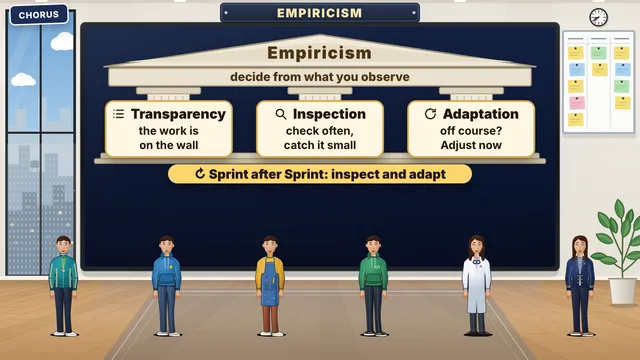 CHORUS
EMPIRICISM
Empiricism
decide from what you observe
Transparency
the work is
on the wall
Inspection
check often,
catch it small
Adaptation
off course?
Adjust now
Sprint after Sprint: inspect and adapt